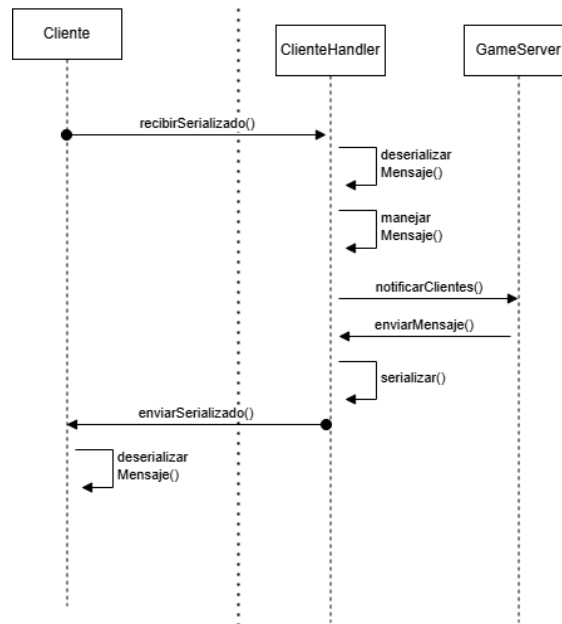 Cliente
ClienteHandler
GameServer
recibirSerializado()
deserializar
Mensaje()
manejar
Mensaje()
notificarClientes()
enviarMensaje()
serializar()
enviarSerializado()
deserializar
Mensaje()